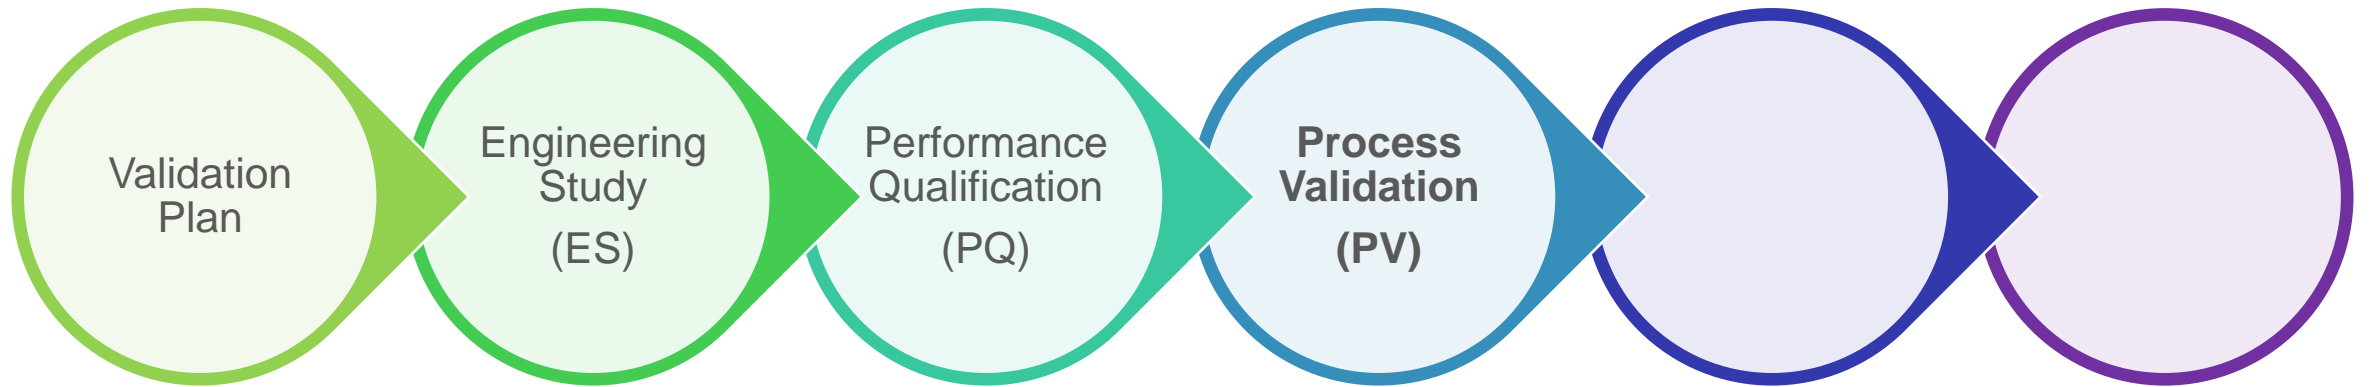 Validation
Plan
Engineering
Study
(ES)
Performance
Qualification
(PQ)
Process
Validation
(PV)